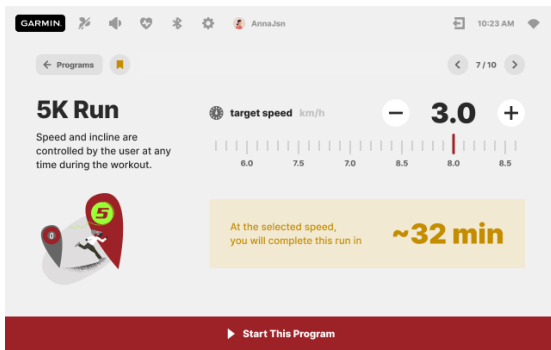 GARMIN.
AnnaJsn
10:23 AM
← Programs
7/10
5K Run
Speed and incline are
controlled by the user at any
time during the workout.
target speed km/h
− 3.0 +
6.0 7.5 7.0 8.5 8.0 8.5
0
5
At the selected speed,
you will complete this run in
~32 min
Start This Program